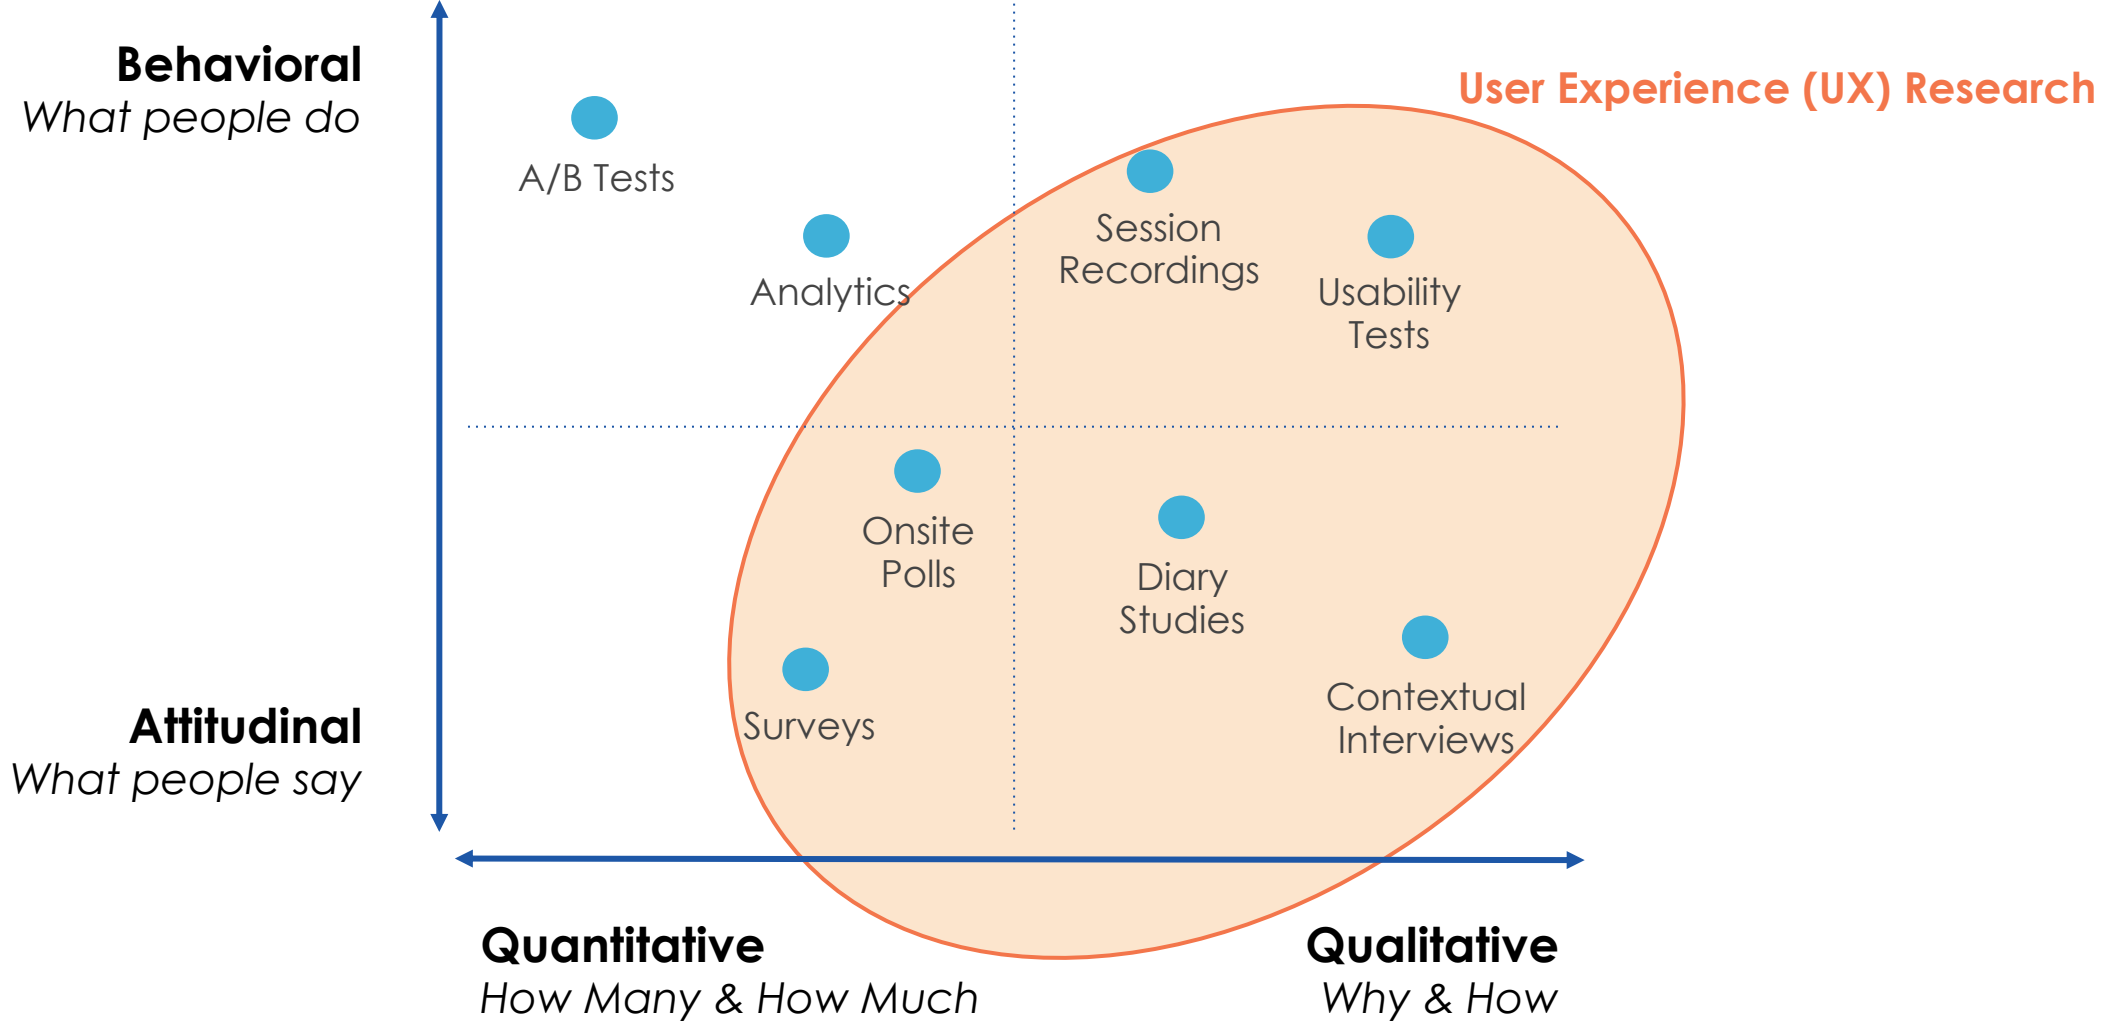 Behavioral
What people do
User Experience (UX) Research
A/B Tests
Analytics
Session
Recordings
Usability
Tests
Onsite
Polls
Diary
Studies
Surveys
Contextual
Interviews
Attitudinal
What people say
Quantitative
How Many & How Much
Qualitative
Why & How